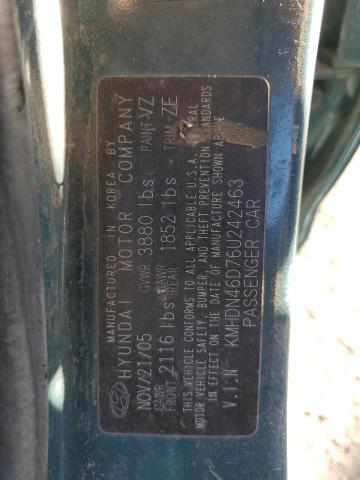 MANUFACTURED IN KOREA BY
HYUNDAI MOTOR COMPANY
NOV/21/05 GVWR 3880 lbs PAINT VZ
GAWR FRONT 2116 lbs GAWR REAR 1852 lbs TRIM ZE
THIS VEHICLE CONFORMS TO ALL APPLICABLE U.S.A.
MOTOR VEHICLE SAFETY, BUMPER, AND THEFT PREVENTION STANDARDS
IN EFFECT ON THE DATE OF MANUFACTURE SHOWN ABOVE.
V.I.N KMHDN46D76U242463
PASSENGER CAR